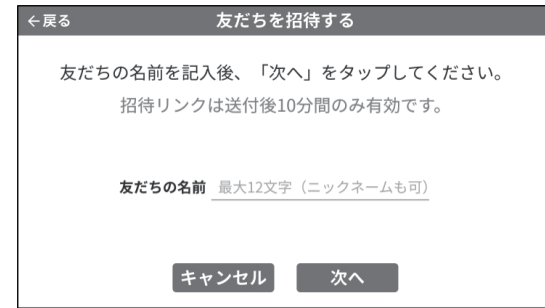 ←戻る 友だちを招待する
友だちの名前を記入後、「次へ」をタップしてください。
招待リンクは送付後10分間のみ有効です。
友だちの名前 最大12文字（ニックネームも可）
キャンセル 次へ